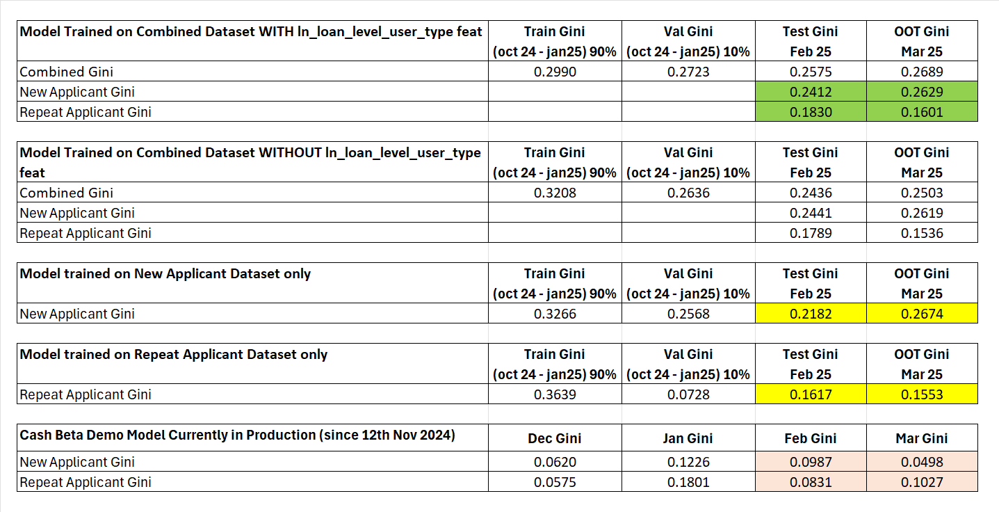 Model Trained on Combined Dataset WITH ln_loan_level_user_type feat Train Gini Val Gini Test Gini OOT Gini
(oct 24 - jan25) 90% (oct 24 - jan25) 10% Feb 25 Mar 25
Combined Gini 0.2990 0.2723 0.2575 0.2689
New Applicant Gini 0.2412 0.2629
Repeat Applicant Gini 0.1830 0.1601
Model Trained on Combined Dataset WITHOUT ln_loan_level_user_type Train Gini Val Gini Test Gini OOT Gini
feat (oct 24 - jan25) 90% (oct 24 - jan25) 10% Feb 25 Mar 25
Combined Gini 0.3208 0.2636 0.2436 0.2503
New Applicant Gini 0.2441 0.2619
Repeat Applicant Gini 0.1789 0.1536
Model trained on New Applicant Dataset only Train Gini Val Gini Test Gini OOT Gini
(oct 24 - jan25) 90% (oct 24 - jan25) 10% Feb 25 Mar 25
New Applicant Gini 0.3266 0.2568 0.2182 0.2674
Model trained on Repeat Applicant Dataset only Train Gini Val Gini Test Gini OOT Gini
(oct 24 - jan25) 90% (oct 24 - jan25) 10% Feb 25 Mar 25
Repeat Applicant Gini 0.3639 0.0728 0.1617 0.1553
Cash Beta Demo Model Currently in Production (since 12th Nov 2024) Dec Gini Jan Gini Feb Gini Mar Gini
New Applicant Gini 0.0620 0.1226 0.0987 0.0498
Repeat Applicant Gini 0.0575 0.1801 0.0831 0.1027